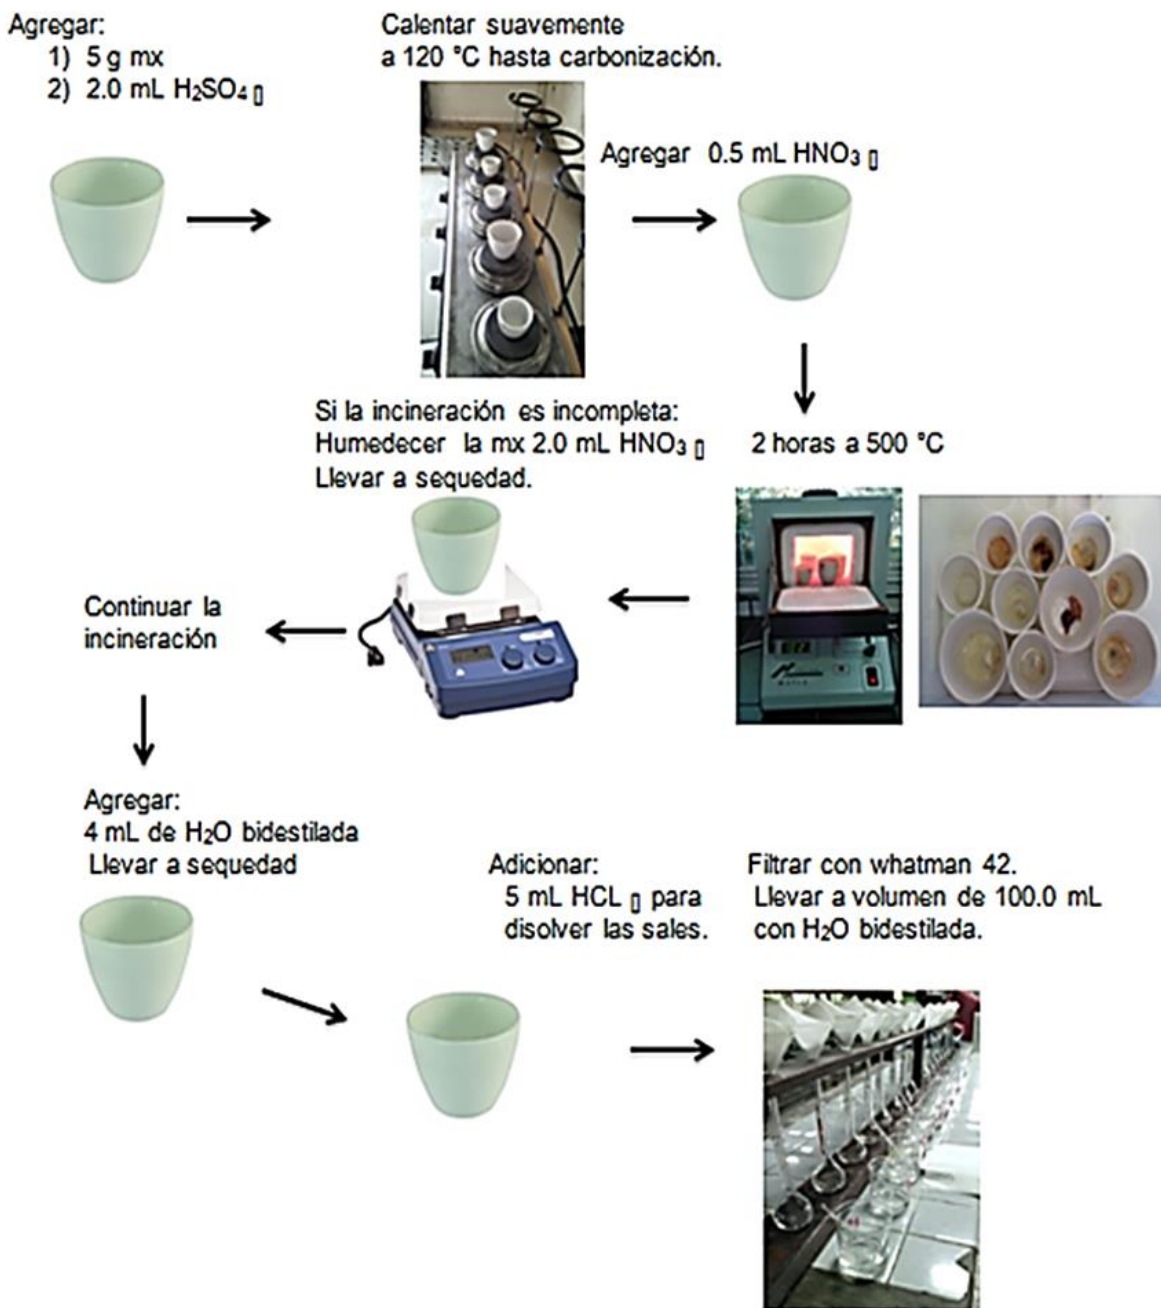 Agregar:
1) 5 g mx
2) 2.0 mL H₂SO₄ ▯
Calentar suavemente
a 120 °C hasta carbonización.
Agregar 0.5 mL HNO₃ ▯
2 horas a 500 °C
Si la incineración es incompleta:
Humedecer la mx 2.0 mL HNO₃ ▯
Llevar a sequedad.
Continuar la
incineración
Agregar:
4 mL de H₂O bidestilada
Llevar a sequedad
Adicionar:
5 mL HCL ▯ para
disolver las sales.
Filtrar con whatman 42.
Llevar a volumen de 100.0 mL
con H₂O bidestilada.